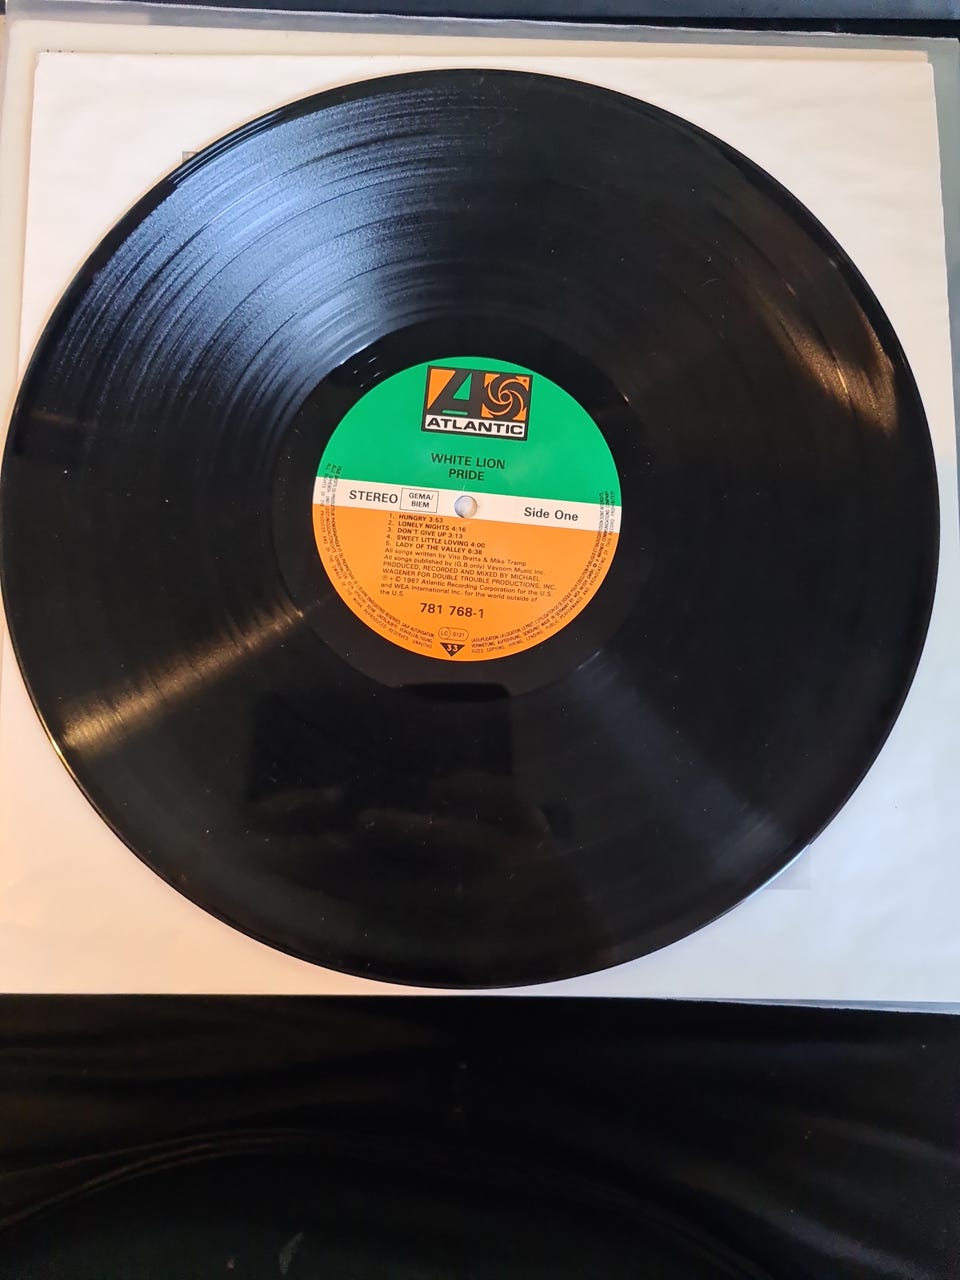 ATLANTIC
WHITE LION
PRIDE
STEREO
GEMA/
BIEM
Side One
1. HUNGRY 3:53
2. LONELY NIGHTS 4:16
3. DON'T GIVE UP 3:13
4. SWEET LITTLE LOVING 4:00
5. LADY OF THE VALLEY 6:38
All songs written by Vito Bratta & Mike Tramp
All songs published by (G.B.only) Vavoom Music Inc.
PRODUCED, RECORDED AND MIXED BY MICHAEL
WAGENER FOR DOUBLE TROUBLE PRODUCTIONS, INC.
℗ + © 1987 Atlantic Recording Corporation for the U.S.
and WEA International Inc. for the world outside of
the U.S.
781 768-1
LC 0121
33